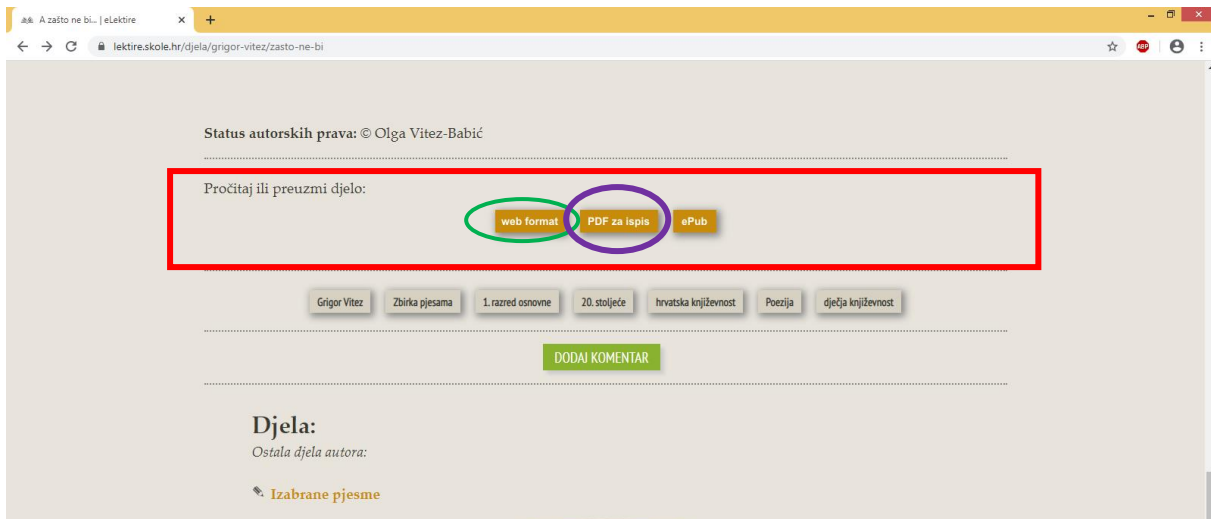 A zašto ne bi... | eLektire
lektire.skole.hr/djela/grigor-vitez/zasto-ne-bi
ABP
Status autorskih prava: © Olga Vitez-Babić
Pročitaj ili preuzmi djelo:
web format PDF za ispis ePub
Grigor Vitez Zbirka pjesama 1. razred osnovne 20. stoljeće hrvatska književnost Poezija dječja književnost
DODAJ KOMENTAR
Djela:
Ostala djela autora:
Izabrane pjesme